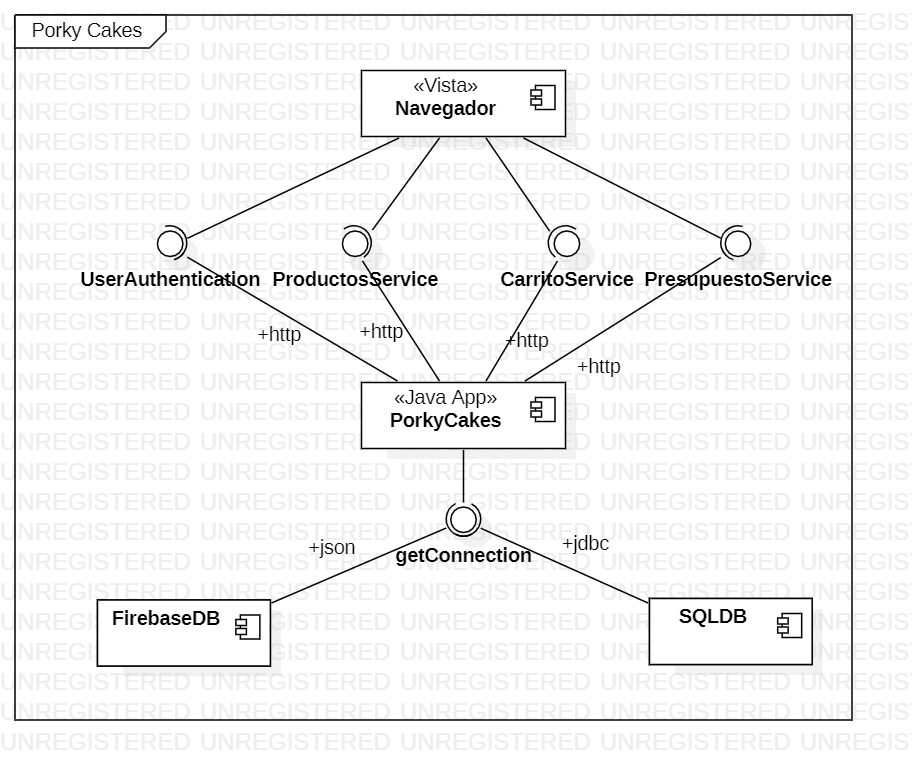 Porky Cakes
«Vista»
Navegador
UserAuthentication
ProductosService
CarritoService
PresupuestoService
+http
+http
+http
+http
«Java App»
PorkyCakes
getConnection
+json
+jdbc
FirebaseDB
SQLDB
UNREGISTERED